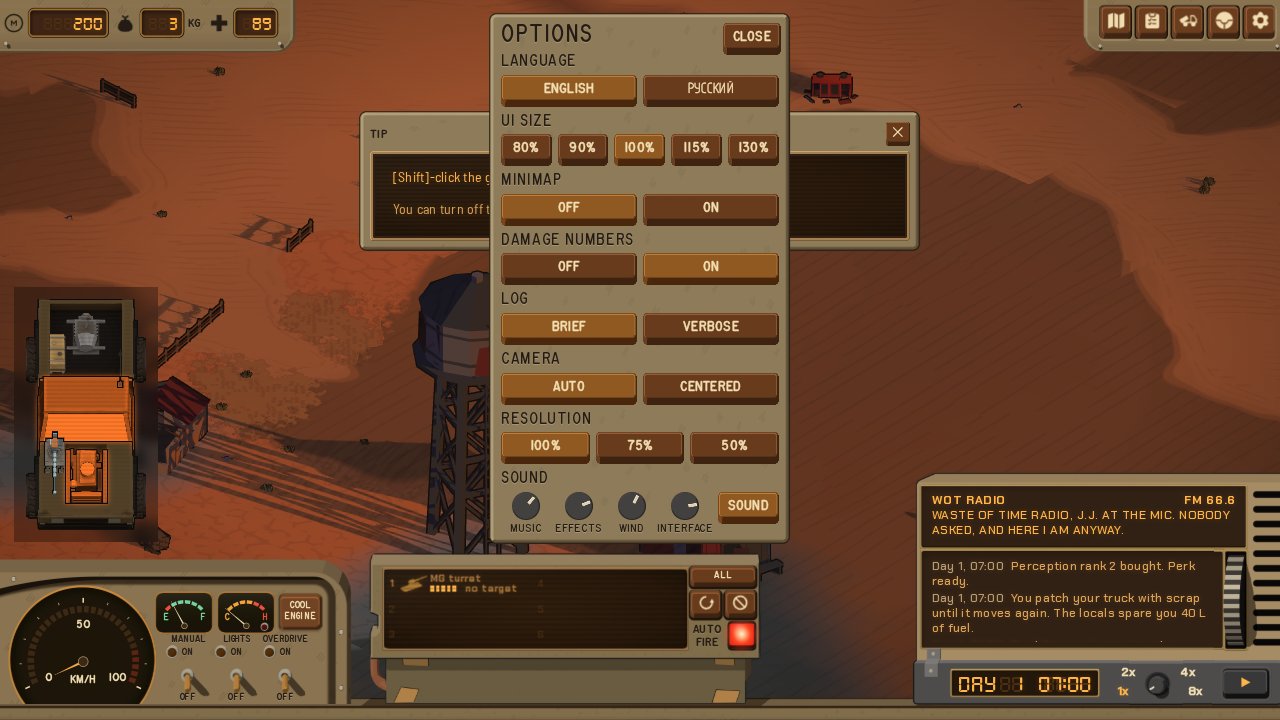 M 200 3 KG 89
OPTIONS
CLOSE
LANGUAGE
ENGLISH РУССКИЙ
UI SIZE
80% 90% 100% 115% 130%
MINIMAP
OFF ON
DAMAGE NUMBERS
OFF ON
LOG
BRIEF VERBOSE
CAMERA
AUTO CENTERED
RESOLUTION
100% 75% 50%
SOUND
MUSIC EFFECTS WIND INTERFACE SOUND
TIP
[Shift]-click the
You can turn off
WOT RADIO FM 66.6
WASTE OF TIME RADIO, J.J. AT THE MIC. NOBODY
ASKED, AND HERE I AM ANYWAY.
Day 1, 07:00 Perception rank 2 bought. Perk
ready.
Day 1, 07:00 You patch your truck with scrap
until it moves again. The locals spare you 40 L
of fuel.
DAY 1 07:00
2x 4x
1x 8x
1 MG turret 4
no target
2 5
3 6
ALL
AUTO
FIRE
50
0 KM/H 100
E F
C H
COOL
ENGINE
MANUAL LIGHTS OVERDRIVE
ON ON ON
OFF OFF OFF